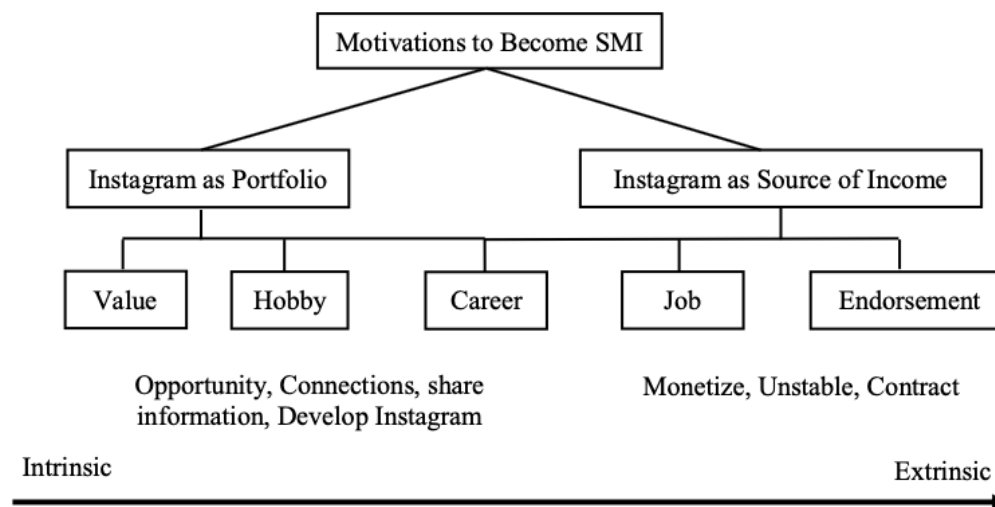 Motivations to Become SMI
Instagram as Portfolio
Instagram as Source of Income
Value
Hobby
Career
Job
Endorsement
Opportunity, Connections, share
information, Develop Instagram
Monetize, Unstable, Contract
Intrinsic
Extrinsic